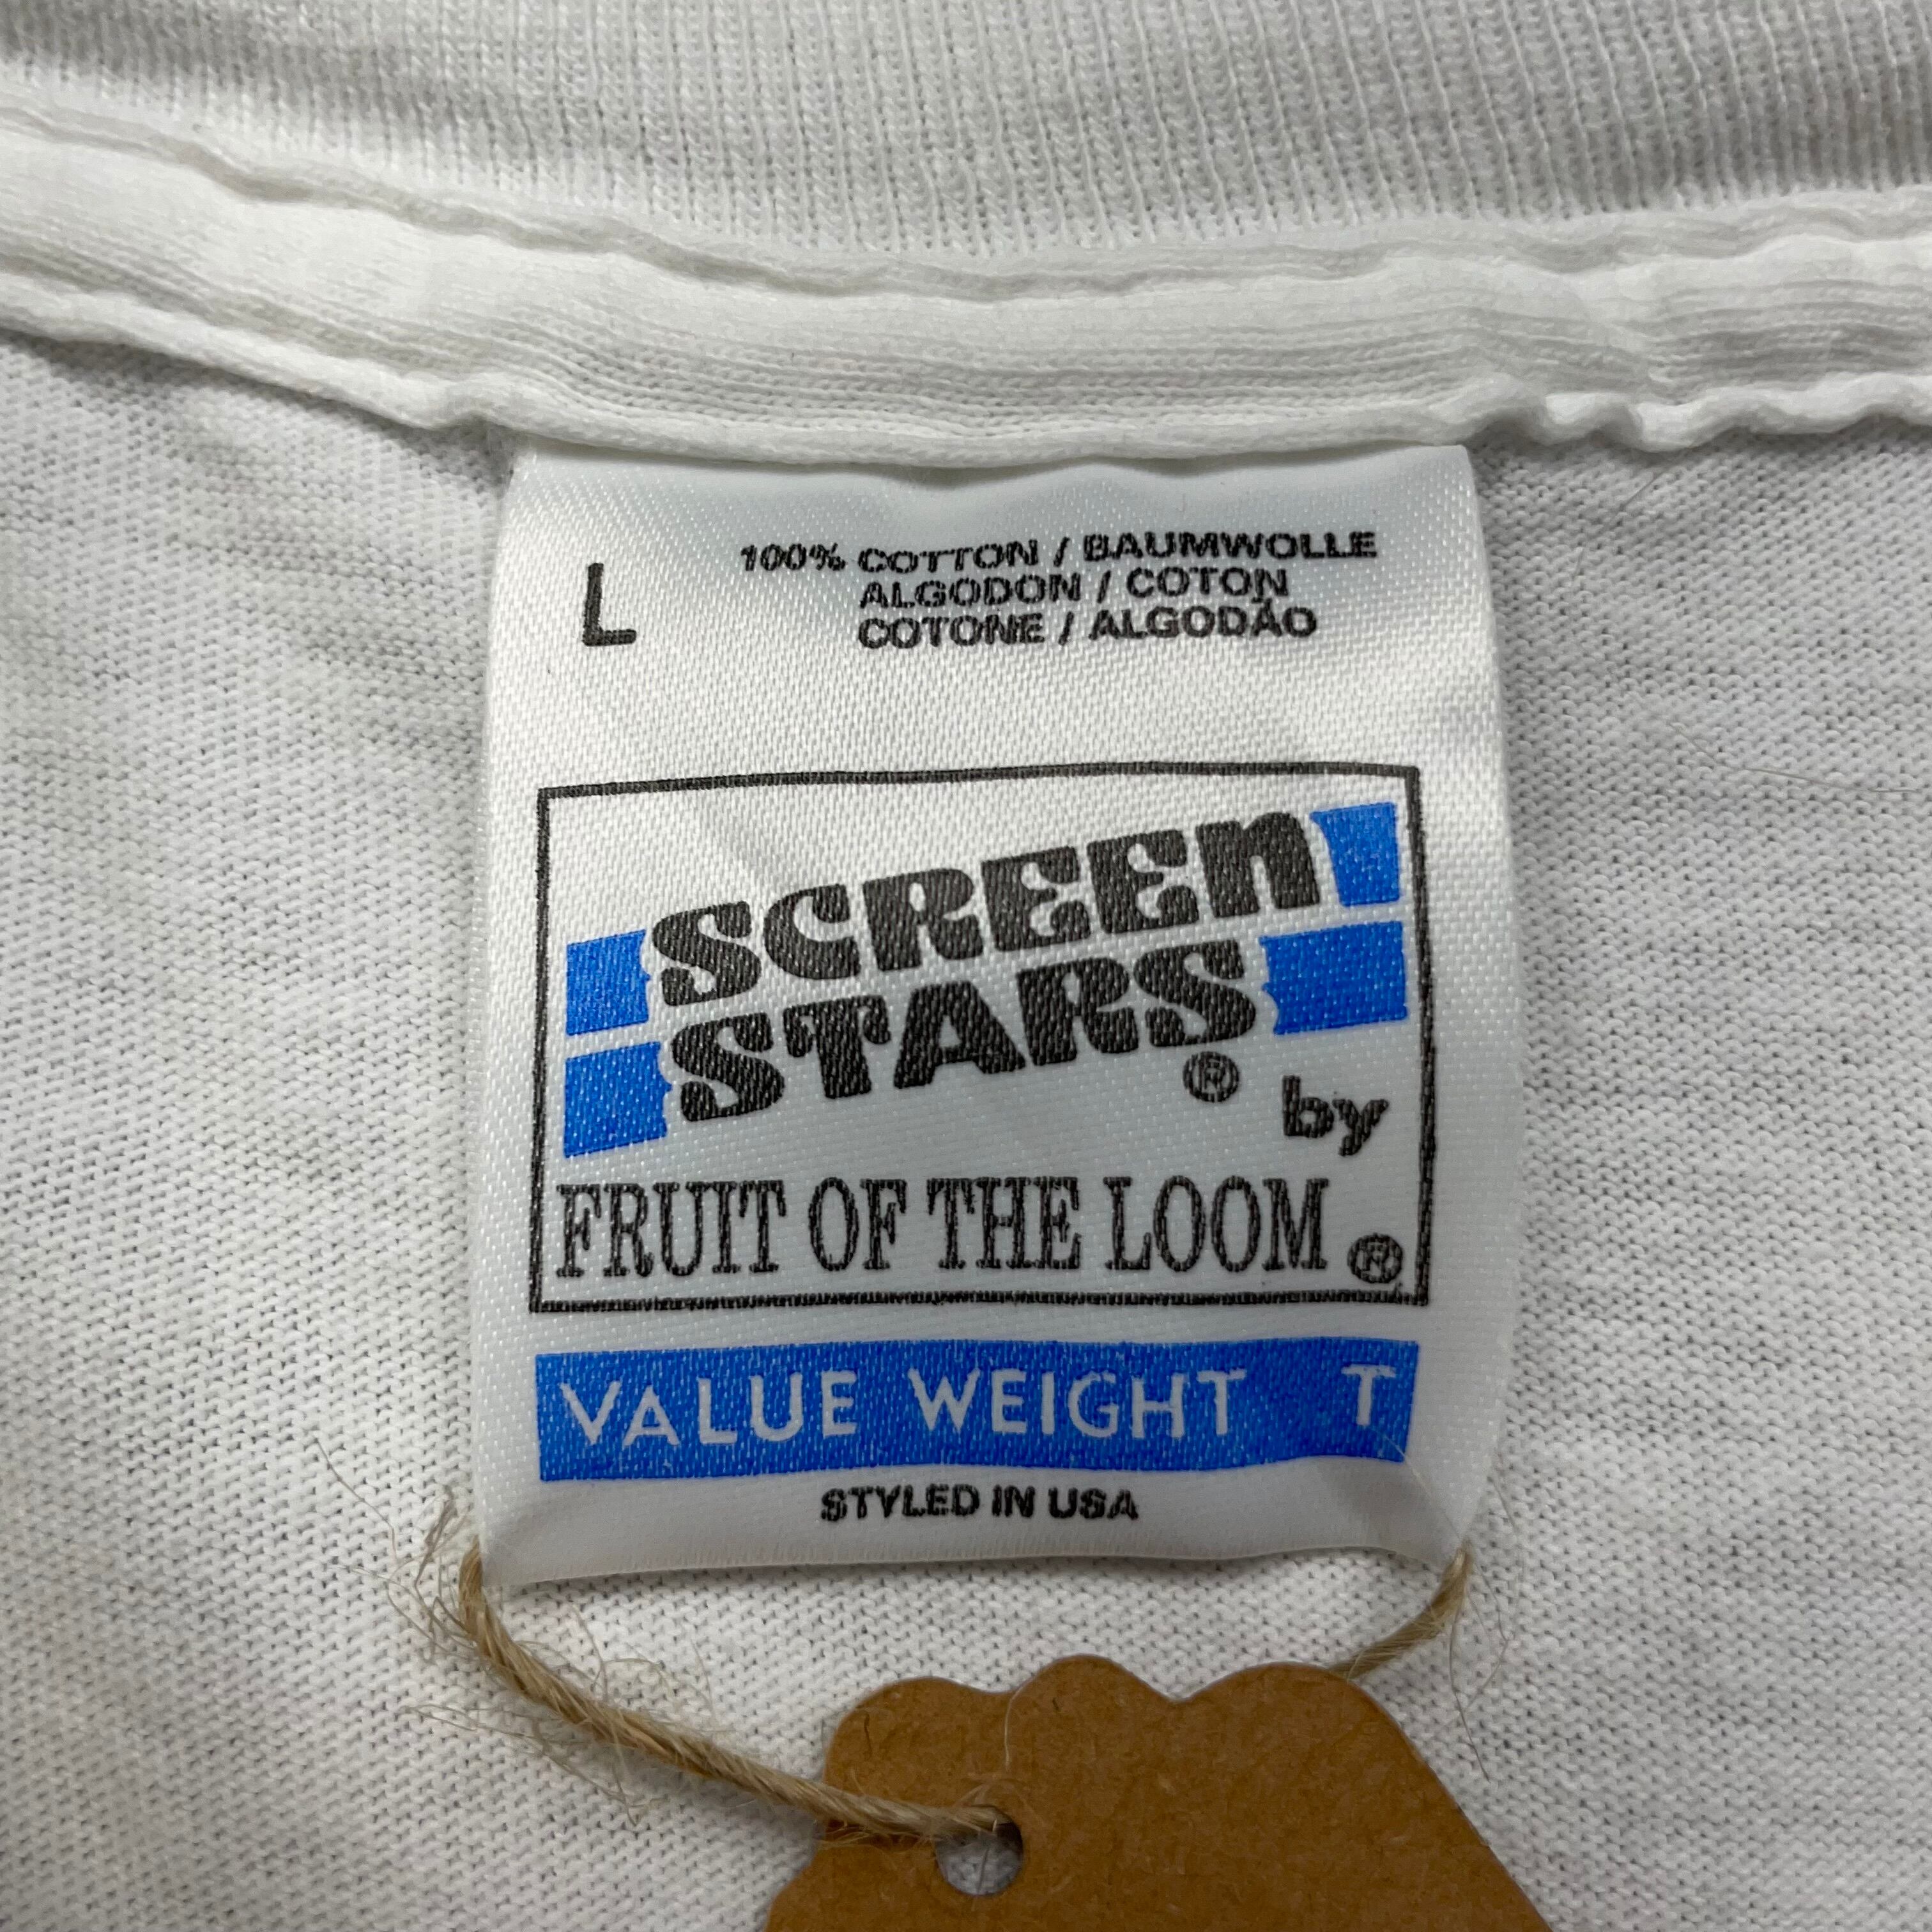 L
100% COTTON / BAUMWOLLE
ALGODON / COTON
COTONE / ALGODÃO
SCREEN
STARS
® by
FRUIT OF THE LOOM ®
VALUE WEIGHT T
STYLED IN USA